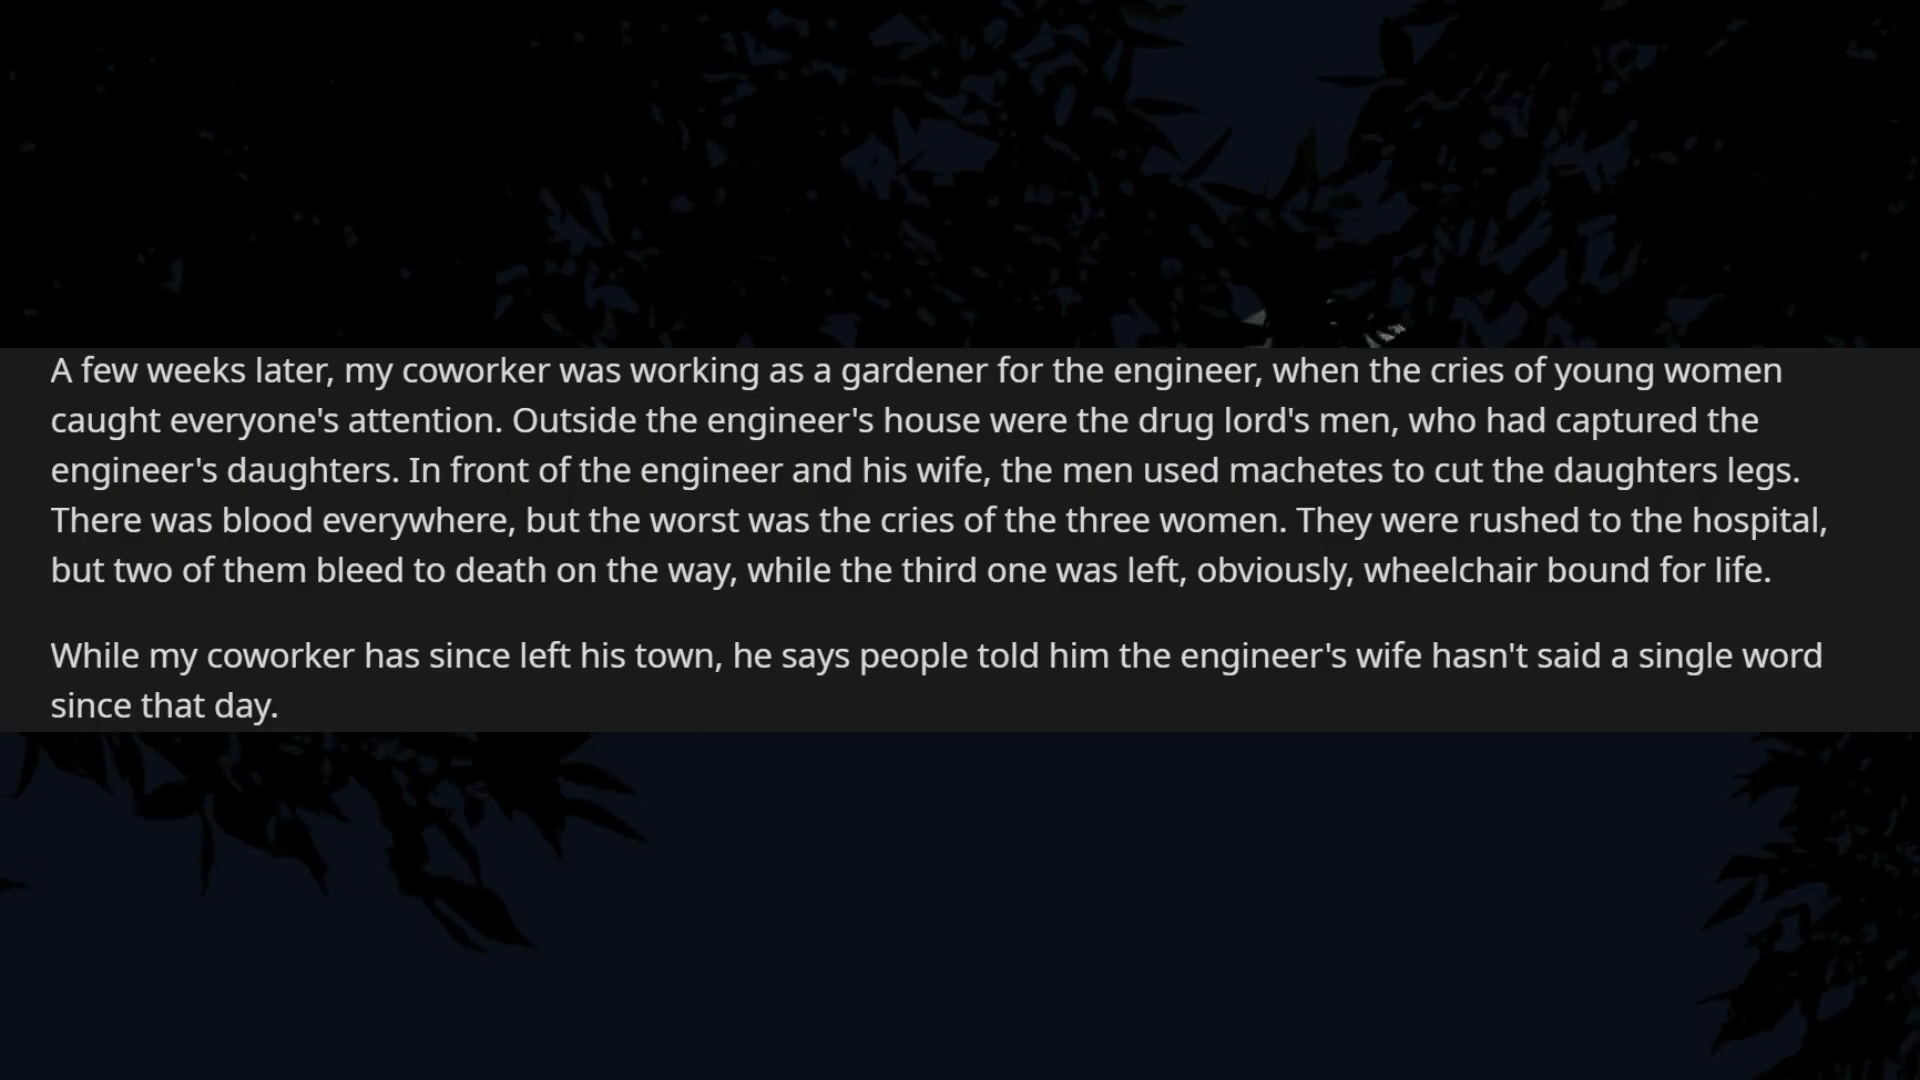 A few weeks later, my coworker was working as a gardener for the engineer, when the cries of young women
caught everyone's attention. Outside the engineer's house were the drug lord's men, who had captured the
engineer's daughters. In front of the engineer and his wife, the men used machetes to cut the daughters legs.
There was blood everywhere, but the worst was the cries of the three women. They were rushed to the hospital,
but two of them bleed to death on the way, while the third one was left, obviously, wheelchair bound for life.
While my coworker has since left his town, he says people told him the engineer's wife hasn't said a single word
since that day.